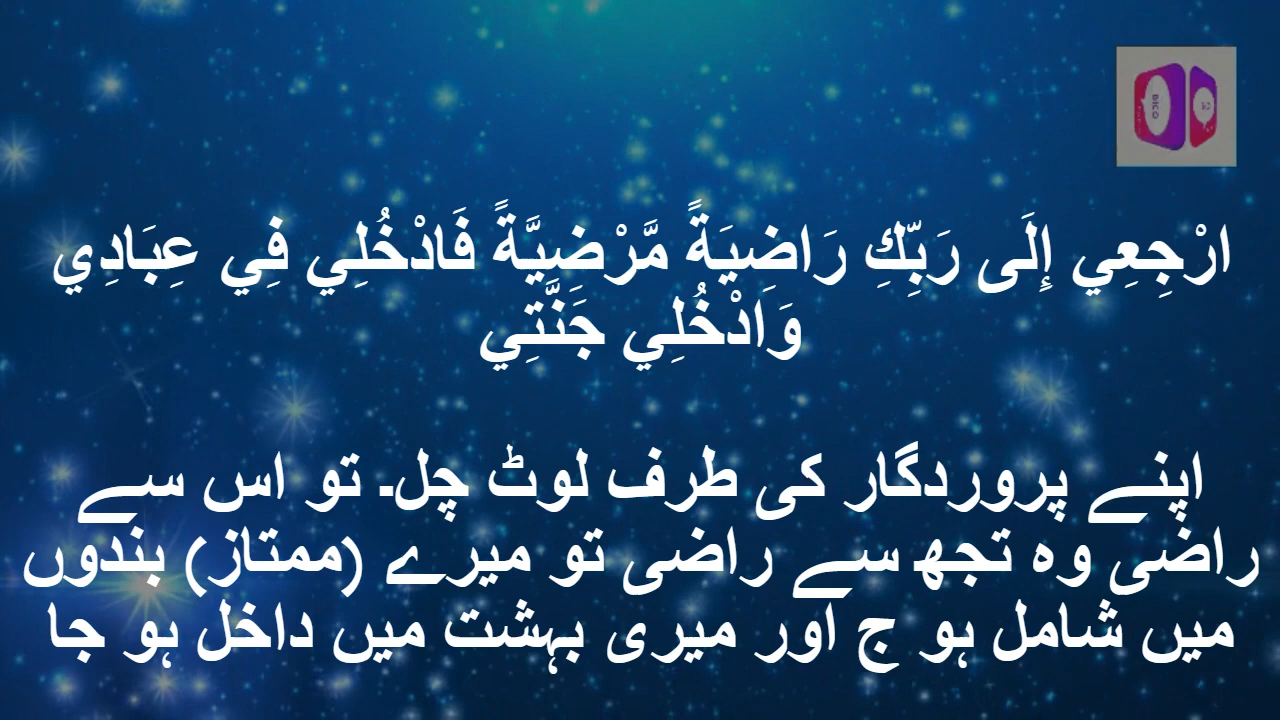 ارْجِعِي إِلَى رَبِّكِ رَاضِيَةً مَّرْضِيَّةً فَادْخُلِي فِي عِبَادِي
وَادْخُلِي جَنَّتِي
اپنے پروردگار کی طرف لوٹ چل۔ تو اس سے
راضی وہ تجھ سے راضی تو میرے (ممتاز) بندوں
میں شامل ہو ج اور میری بہشت میں داخل ہو جا